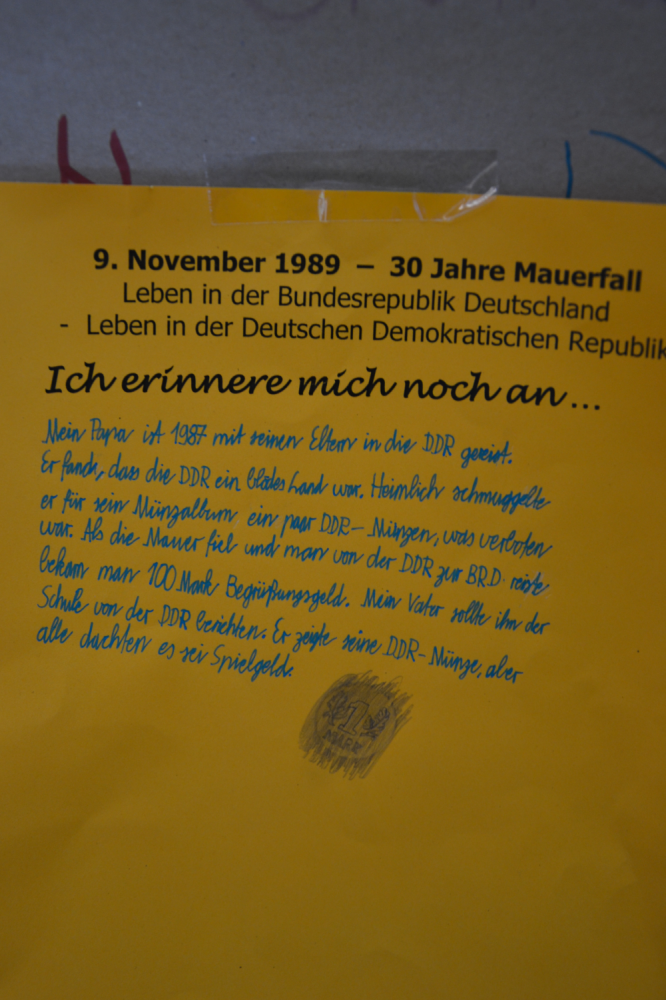 9. November 1989 – 30 Jahre Mauerfall
Leben in der Bundesrepublik Deutschland
- Leben in der Deutschen Demokratischen Republik
Ich erinnere mich noch an...
Mein Papa ist 1987 mit seinen Eltern in die DDR gereist.
Er fand, dass die DDR ein blödes Land war. Heimlich schmuggelte
er für sein Münzalbum ein paar DDR-Münzen, was verboten
war. Als die Mauer fiel und man von der DDR zur BRD reiste
bekam man 100 Mark Begrüßungsgeld. Mein Vater sollte in der
Schule von der DDR berichten. Er zeigte seine DDR-Münze, aber
alle dachten es sei Spielgeld.
1
MARK